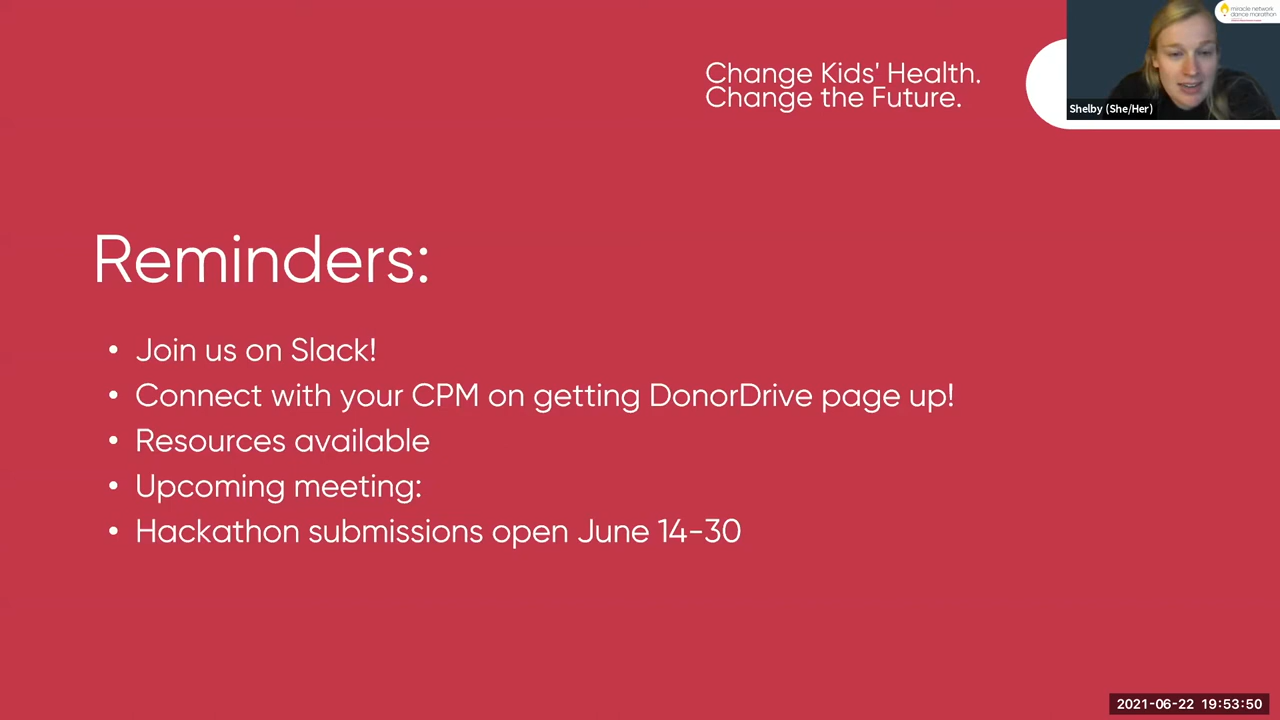 Change Kids' Health.
Change the Future.
miracle network
dance marathon
Shelby (She/Her)
Reminders:
• Join us on Slack!
• Connect with your CPM on getting DonorDrive page up!
• Resources available
• Upcoming meeting:
• Hackathon submissions open June 14-30
2021-06-22 19:53:50